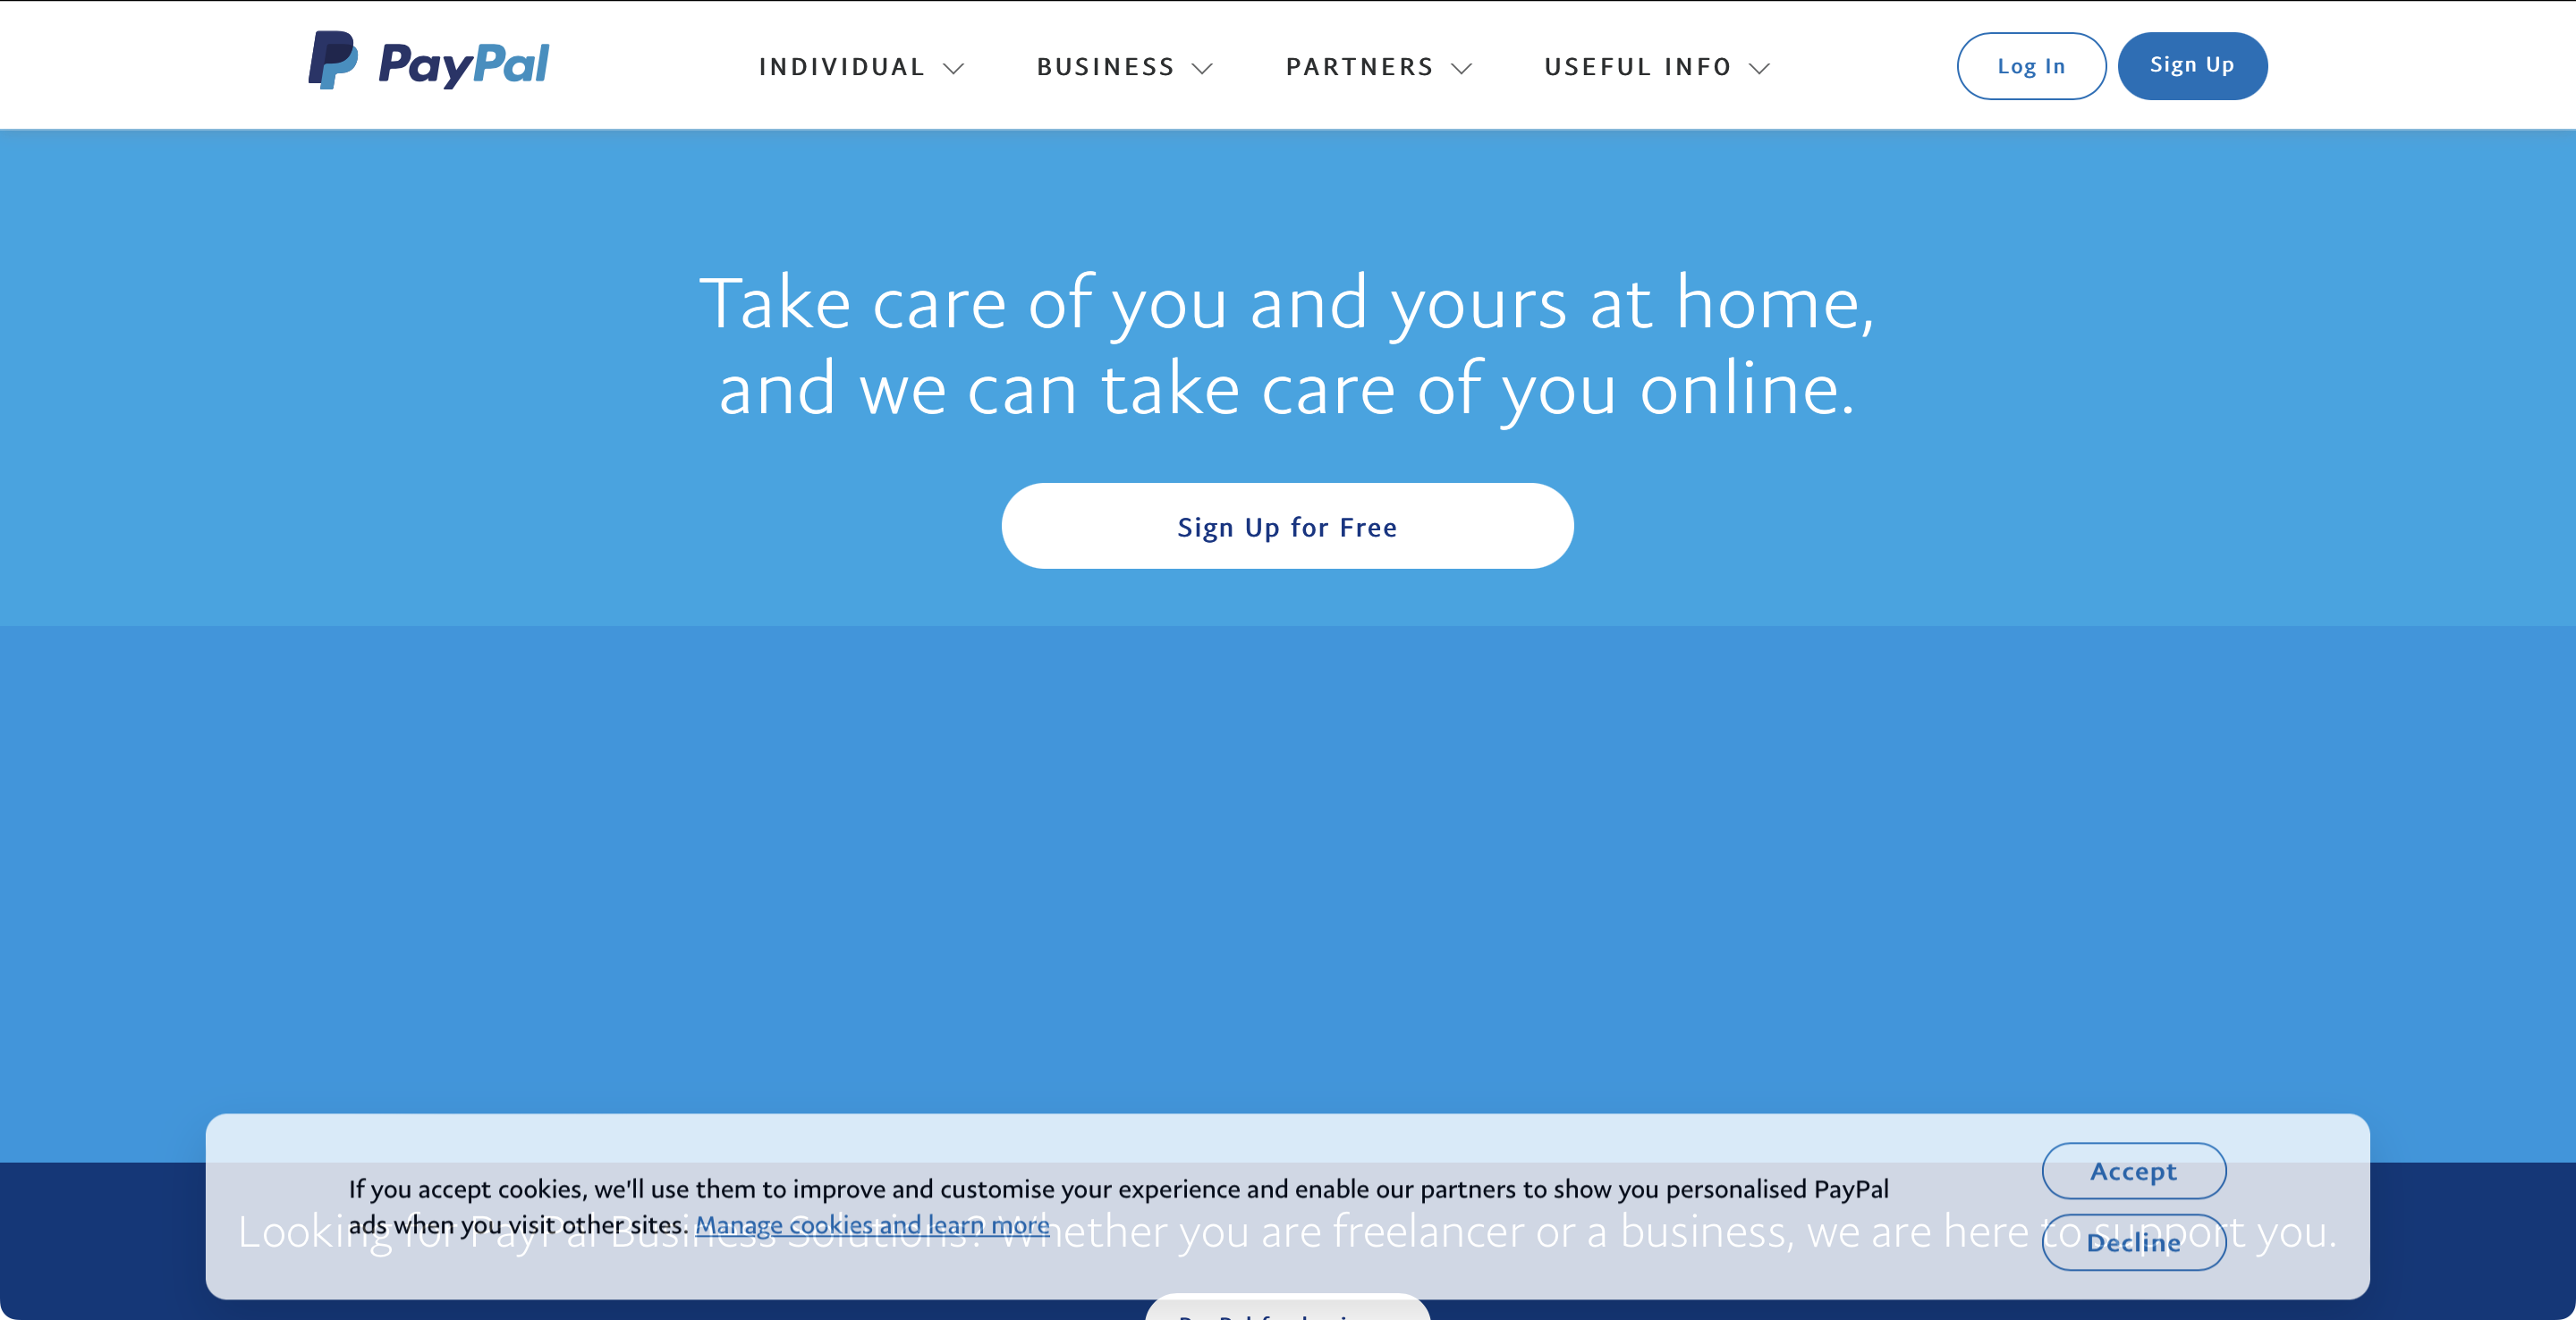 PayPal
INDIVIDUAL
BUSINESS
PARTNERS
USEFUL INFO
Log In
Sign Up
Take care of you and yours at home,
and we can take care of you online.
Sign Up for Free
If you accept cookies, we'll use them to improve and customise your experience and enable our partners to show you personalised PayPal
ads when you visit other sites. Manage cookies and learn more
Accept
Decline
Looking for PayPal Business Solutions? Whether you are freelancer or a business, we are here to support you.